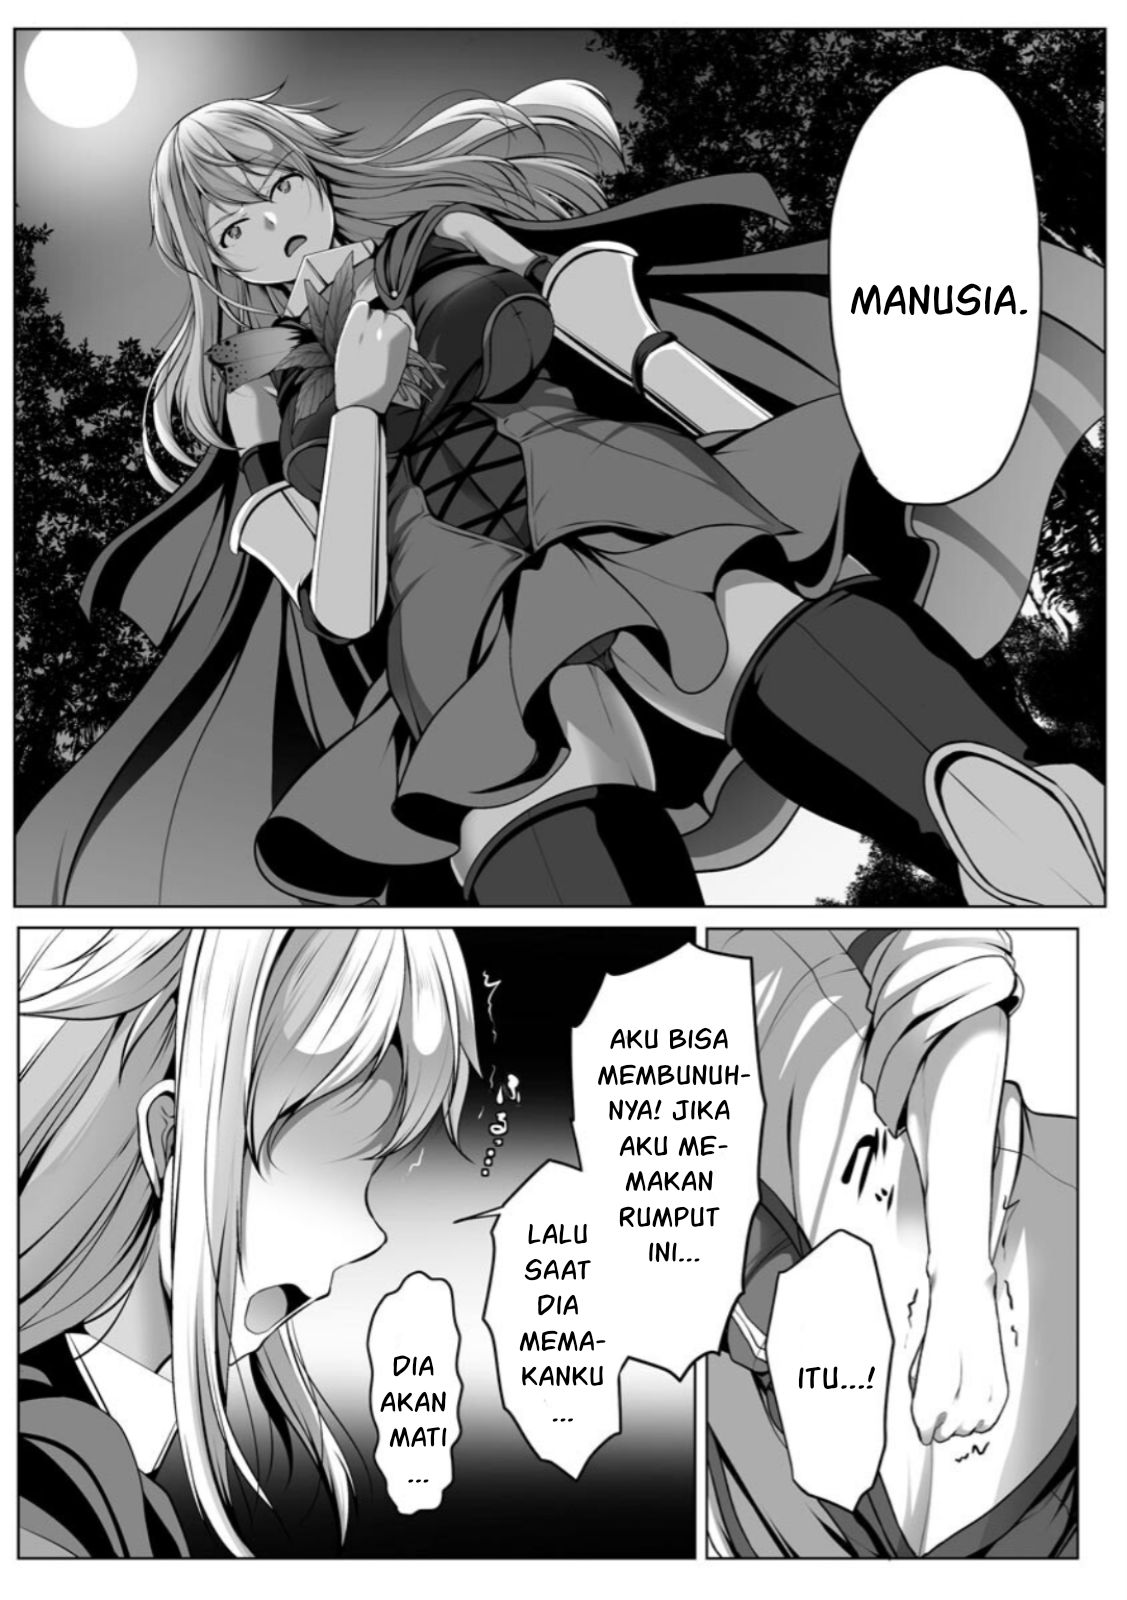 MANUSIA.
ITU...!
AKU BISA
MEMBUNUH-
NYA! JIKA
AKU ME-
MAKAN
RUMPUT
INI...
LALU
SAAT
DIA
MEMA-
KANKU
...
DIA
AKAN
MATI
...